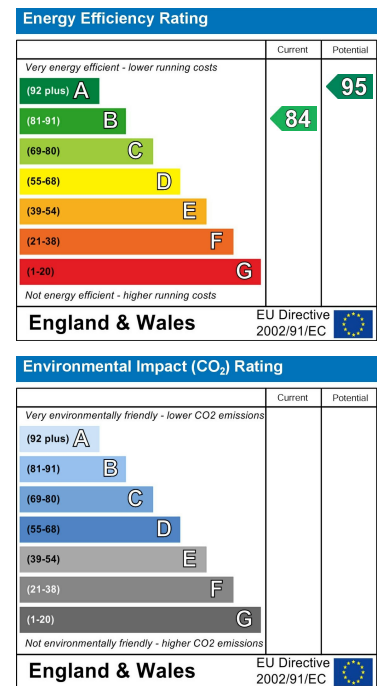 Energy Efficiency Rating
Current Potential
Very energy efficient - lower running costs
(92 plus) A
95
(81-91) B
84
(69-80) C
(55-68) D
(39-54) E
(21-38) F
(1-20) G
Not energy efficient - higher running costs
England & Wales
EU Directive
2002/91/EC
Environmental Impact (CO₂) Rating
Current Potential
Very environmentally friendly - lower CO2 emissions
(92 plus) A
(81-91) B
(69-80) C
(55-68) D
(39-54) E
(21-38) F
(1-20) G
Not environmentally friendly - higher CO2 emissions
England & Wales
EU Directive
2002/91/EC